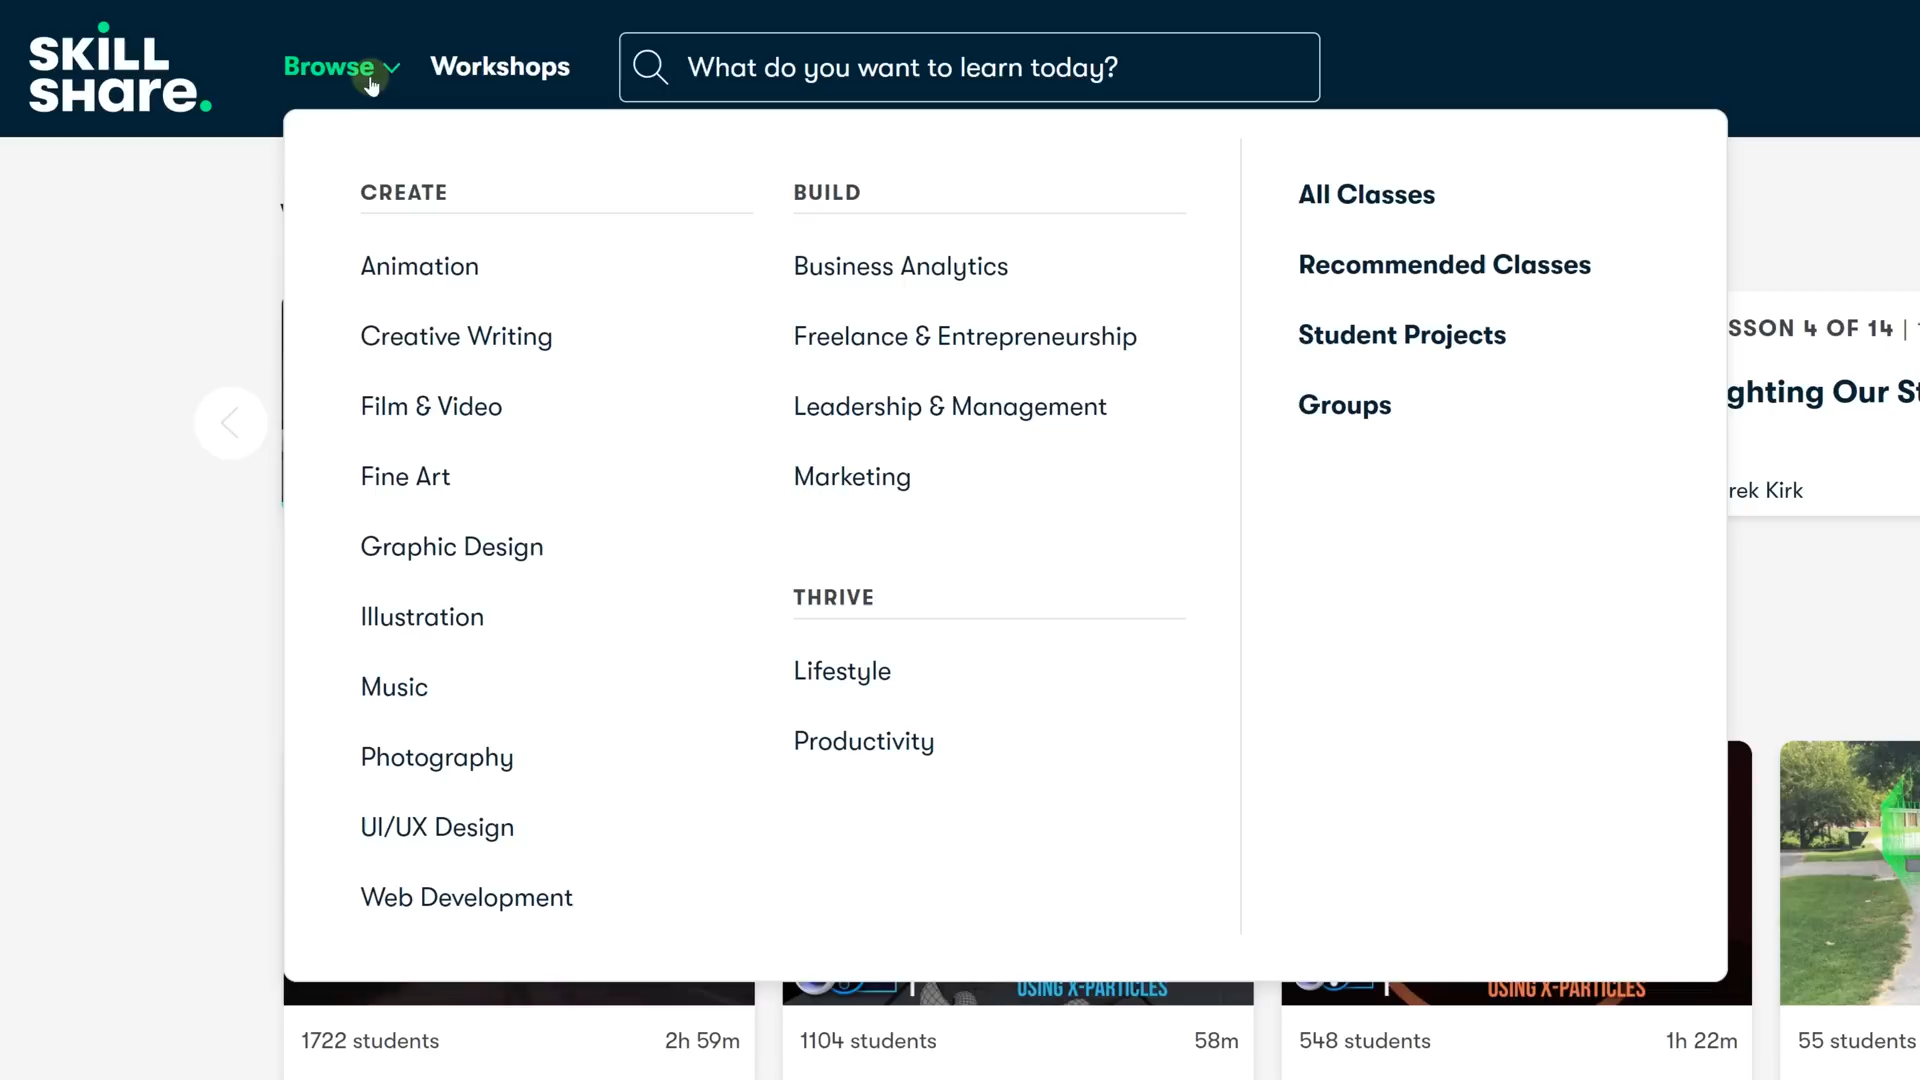 SKILL
SHare.
Browse
Workshops
What do you want to learn today?
CREATE
Animation
Creative Writing
Film & Video
Fine Art
Graphic Design
Illustration
Music
Photography
UI/UX Design
Web Development
BUILD
Business Analytics
Freelance & Entrepreneurship
Leadership & Management
Marketing
THRIVE
Lifestyle
Productivity
All Classes
Recommended Classes
Student Projects
Groups
SSON 4 OF 14 |
ghting Our St
rek Kirk
USING X-PARTICLES
USING X-PARTICLES
1722 students 2h 59m
1104 students 58m
548 students 1h 22m
55 students